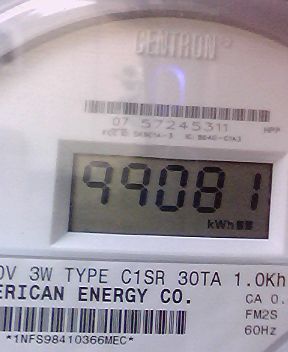 CENTRON
07 57245311
99081
kWh
0V 3W TYPE C1SR 30TA 1.0Kh
ERICAN ENERGY CO. CA 0.
FM2S
*1NFS98410366MEC* 60Hz